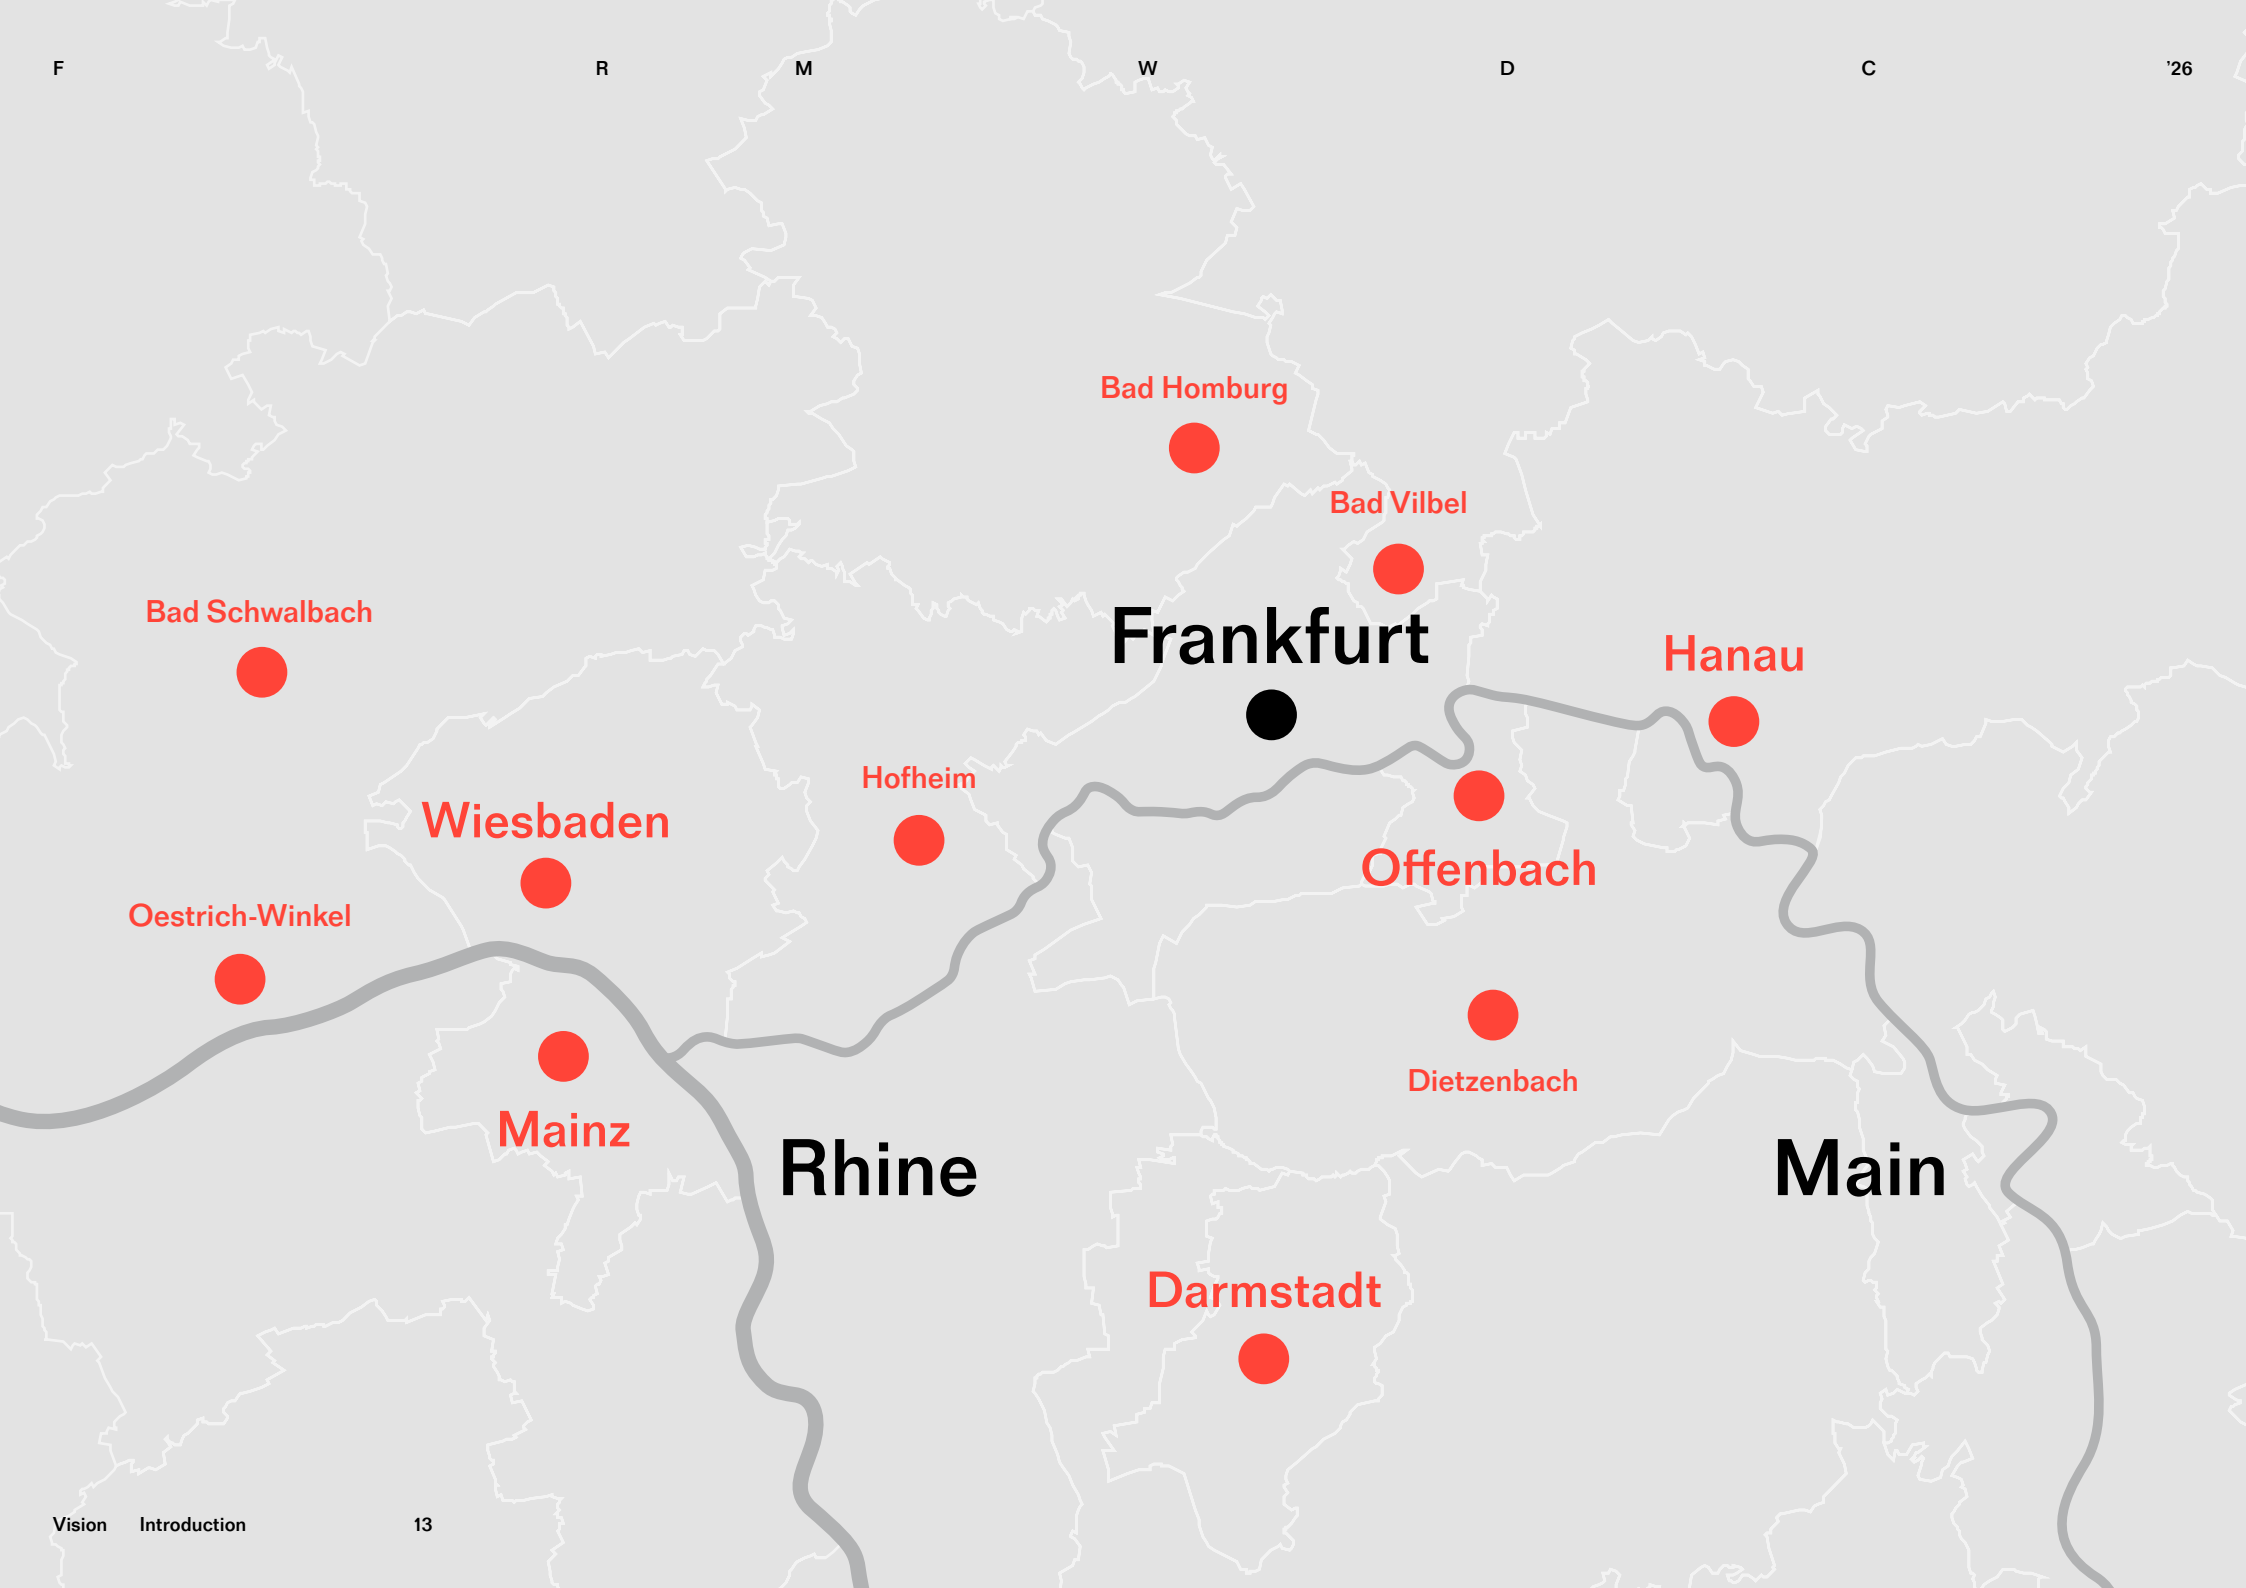 F R M W D C ’26
Bad Homburg
Bad Vilbel
Bad Schwalbach
Frankfurt
Hanau
Hofheim
Wiesbaden
Offenbach
Oestrich-Winkel
Dietzenbach
Mainz
Rhine
Main
Darmstadt
Vision Introduction 13